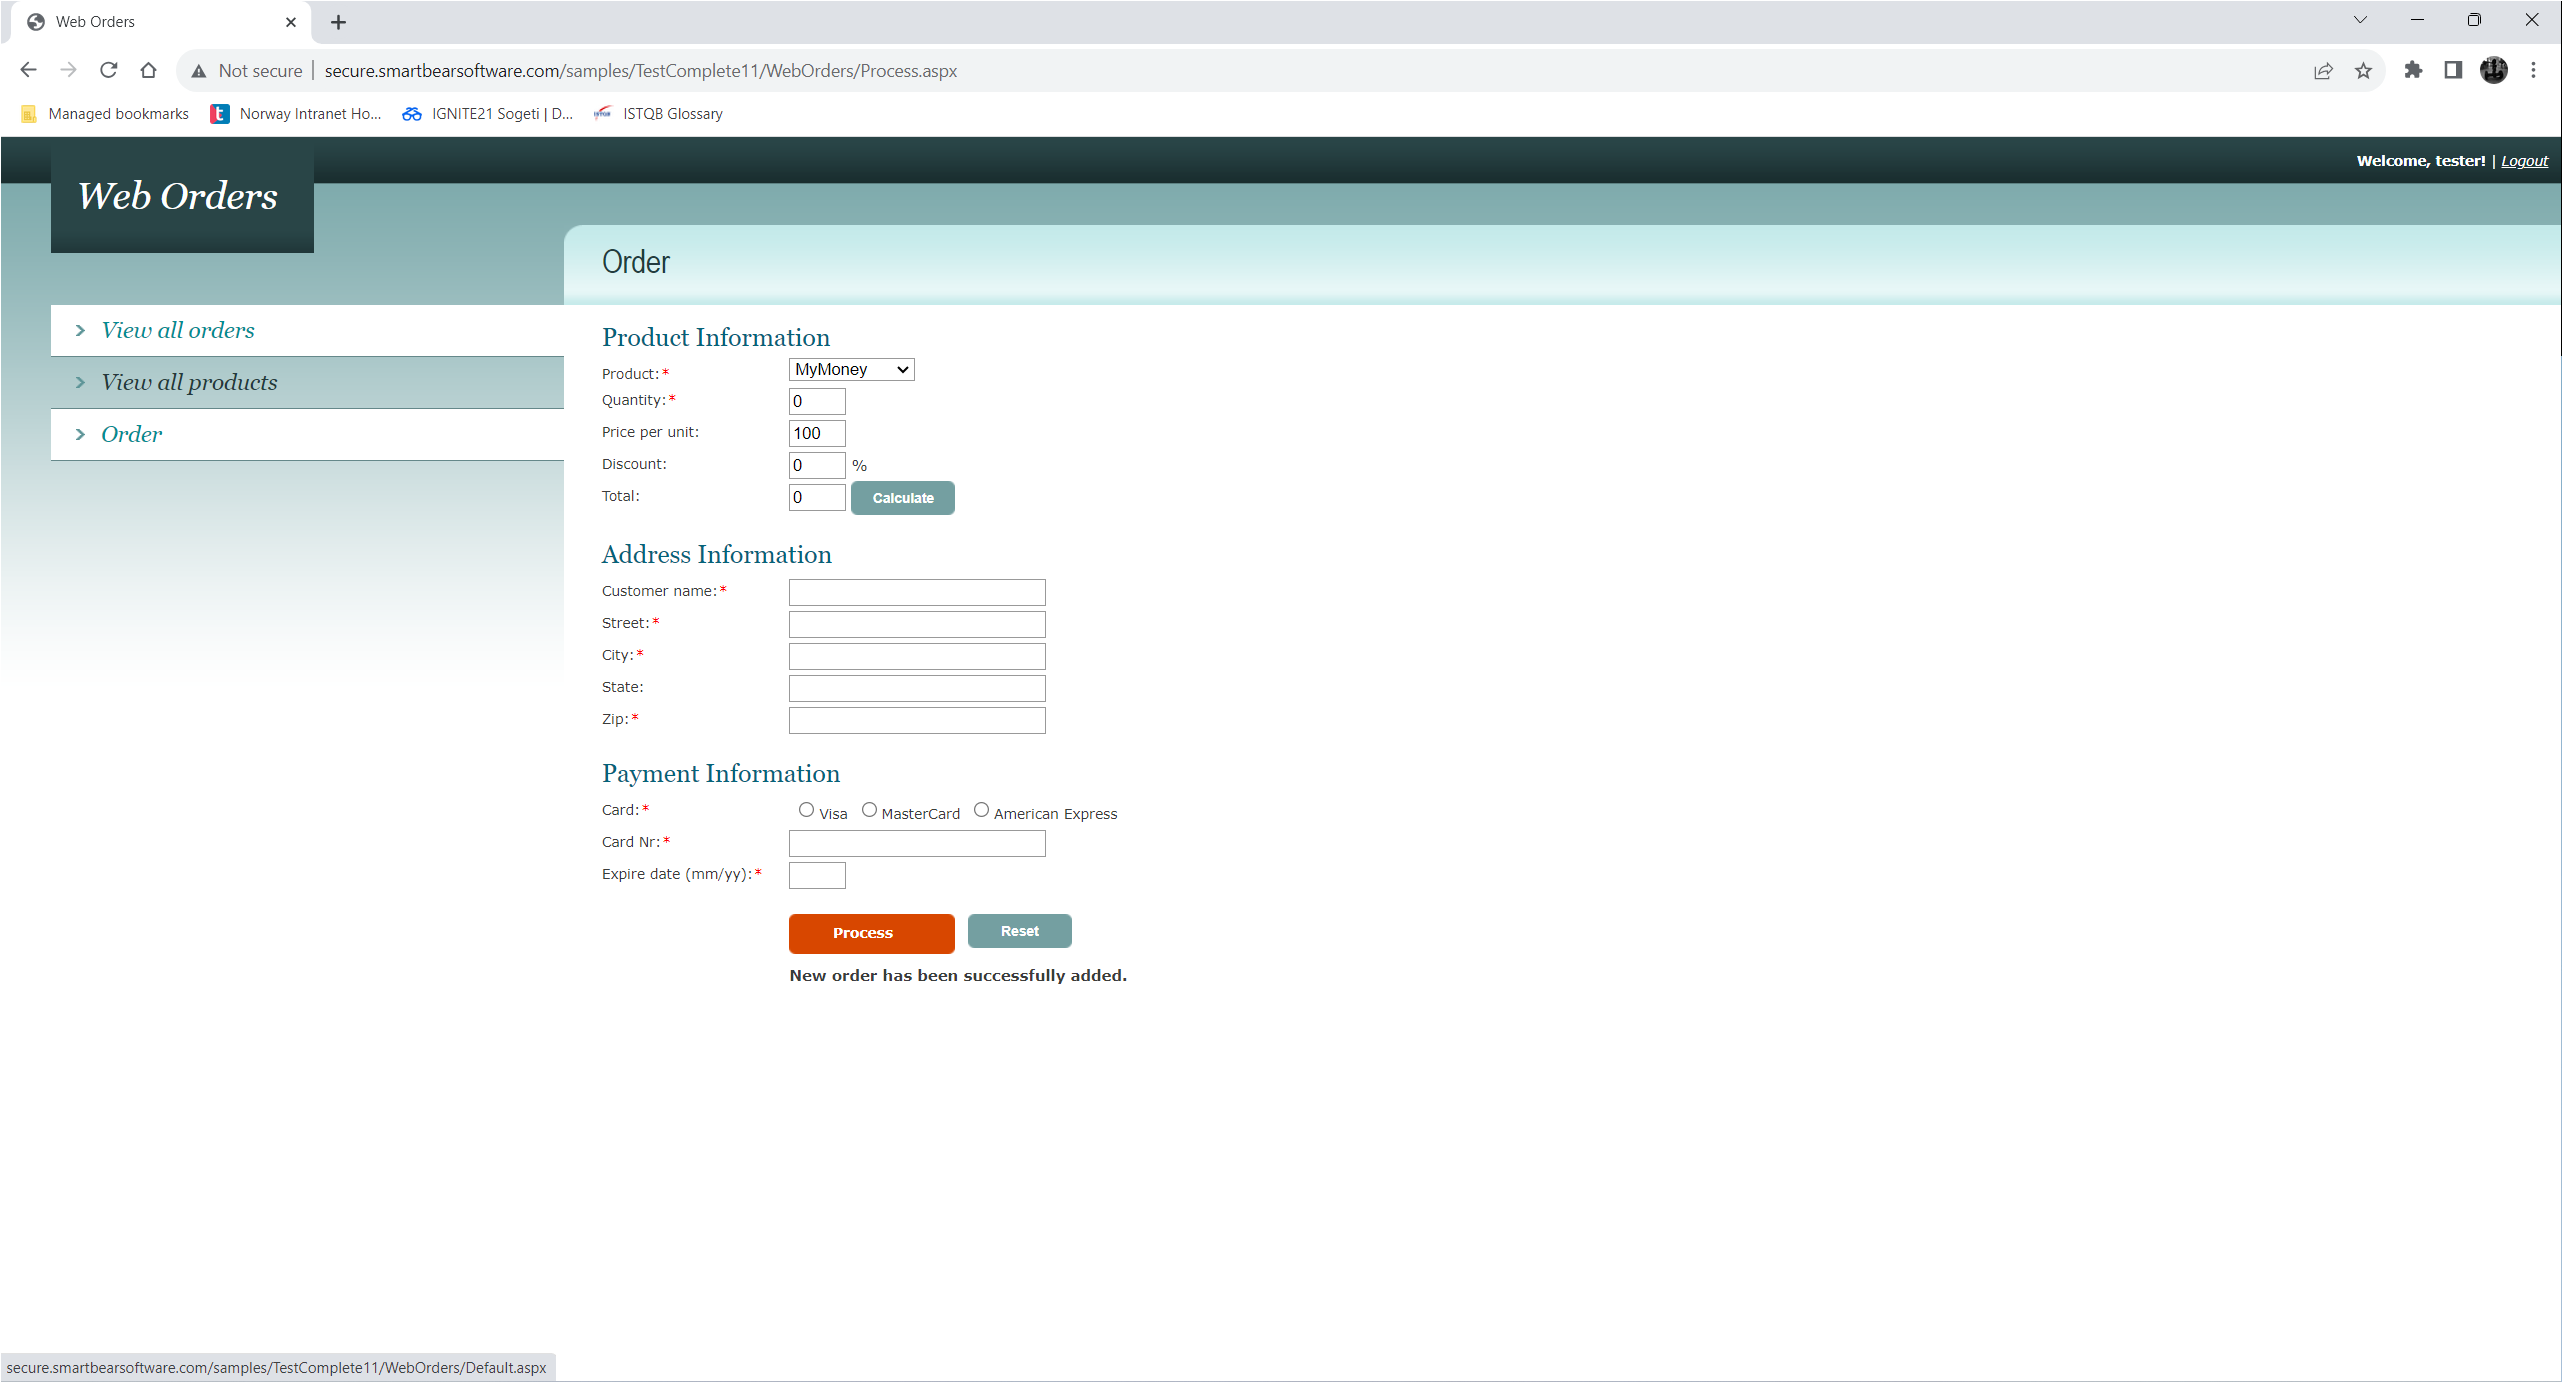 Web Orders
Not secure | secure.smartbearsoftware.com/samples/TestComplete11/WebOrders/Process.aspx
Managed bookmarks Norway Intranet Ho... IGNITE21 Sogeti | D... ISTQB Glossary
Welcome, tester! | Logout
Web Orders
Order
View all orders
View all products
Order
Product Information
Product:* MyMoney
Quantity:* 0
Price per unit: 100
Discount: 0 %
Total: 0 Calculate
Address Information
Customer name:*
Street:*
City:*
State:
Zip:*
Payment Information
Card:* Visa MasterCard American Express
Card Nr:*
Expire date (mm/yy):*
Process Reset
New order has been successfully added.
secure.smartbearsoftware.com/samples/TestComplete11/WebOrders/Default.aspx